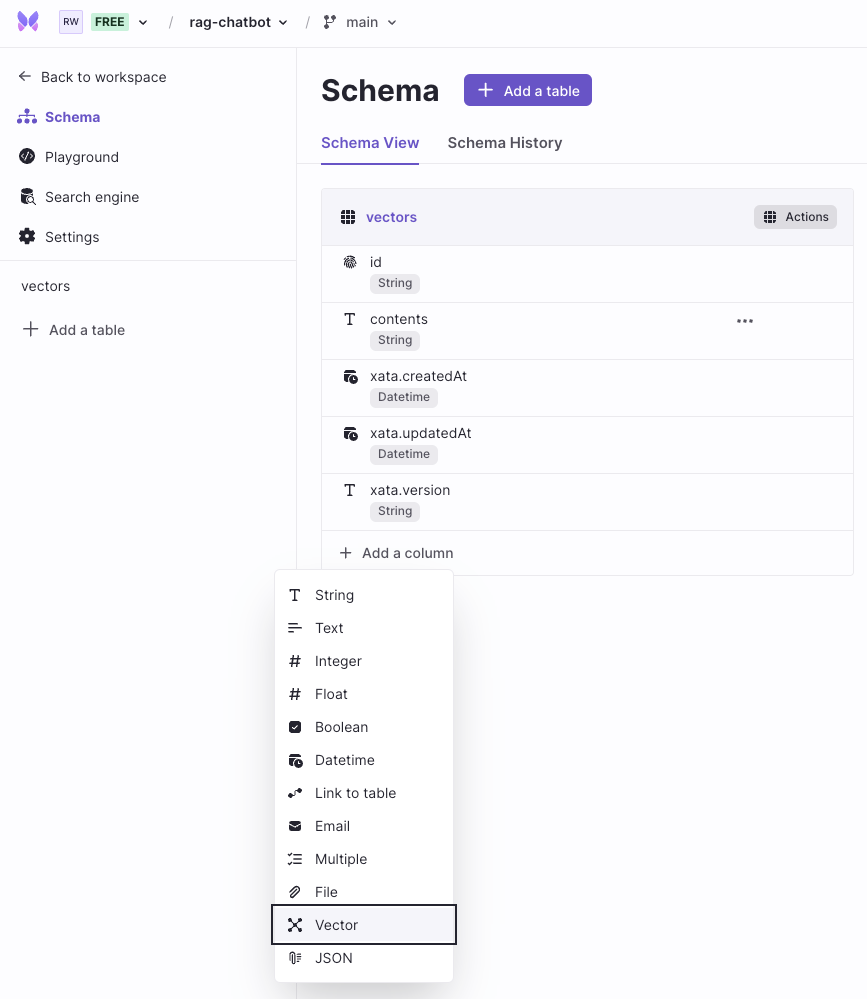 RW FREE / rag-chatbot / main
Back to workspace
Schema
Playground
Search engine
Settings
vectors
Add a table
Schema
Add a table
Schema View
Schema History
vectors
Actions
id
String
contents
String
xata.createdAt
Datetime
xata.updatedAt
Datetime
xata.version
String
Add a column
String
Text
Integer
Float
Boolean
Datetime
Link to table
Email
Multiple
File
Vector
JSON